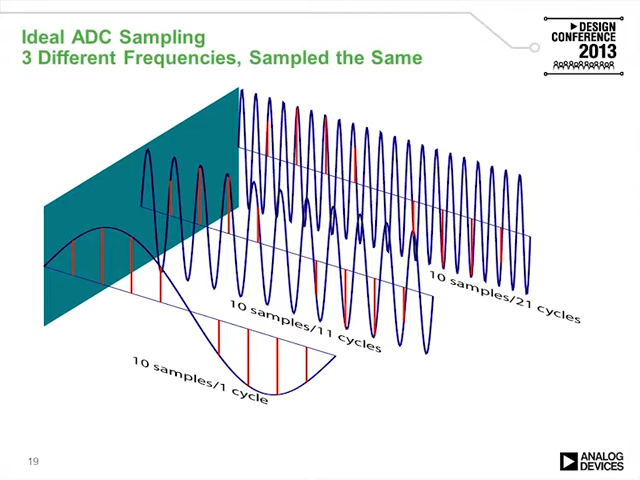 Ideal ADC Sampling
3 Different Frequencies, Sampled the Same
DESIGN
CONFERENCE
2013
10 samples/21 cycles
10 samples/11 cycles
10 samples/1 cycle
19
ANALOG
DEVICES